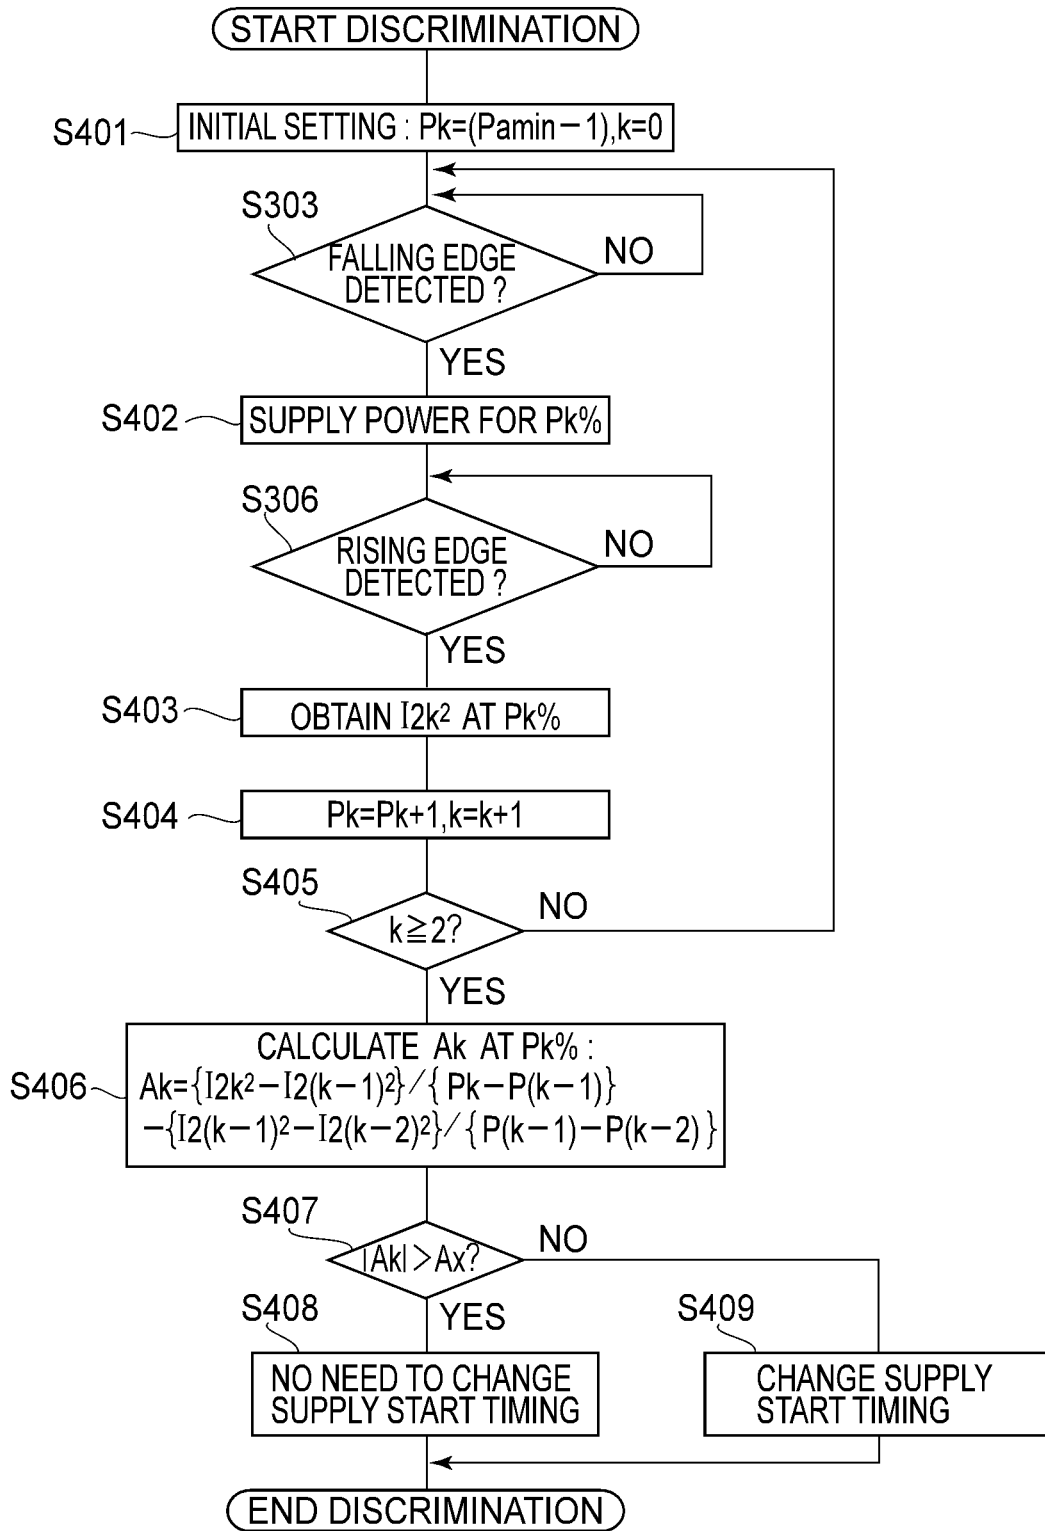 START DISCRIMINATION
S401
INITIAL SETTING : Pk=(Pamin−1),k=0
S303
FALLING EDGE
DETECTED ?
NO
YES
S402
SUPPLY POWER FOR Pk%
S306
RISING EDGE
DETECTED ?
NO
YES
S403
OBTAIN I2k² AT Pk%
S404
Pk=Pk+1,k=k+1
S405
k≧2?
NO
YES
S406
CALCULATE Ak AT Pk% :
Ak={I2k²−I2(k−1)²}/{Pk−P(k−1)}
−{I2(k−1)²−I2(k−2)²}/{P(k−1)−P(k−2)}
S407
|Ak|>Ax?
NO
YES
S408
NO NEED TO CHANGE
SUPPLY START TIMING
S409
CHANGE SUPPLY
START TIMING
END DISCRIMINATION